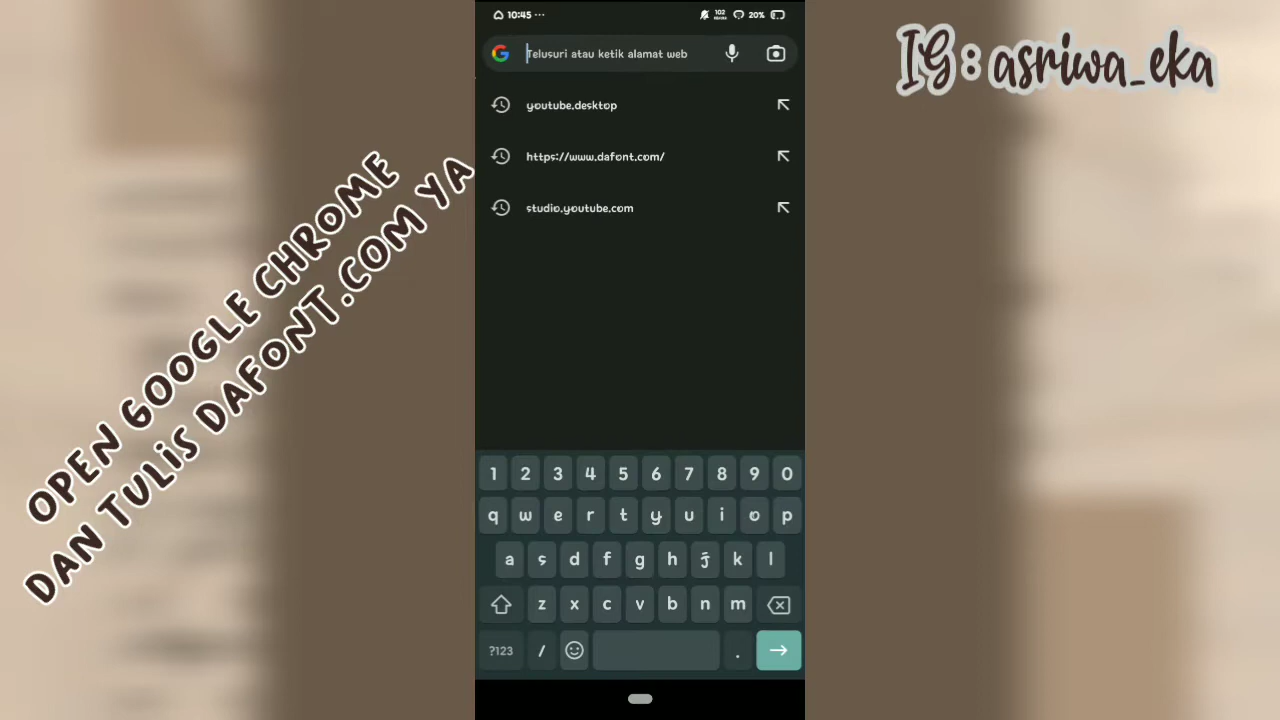 10:45 ...
102
20%
Telusuri atau ketik alamat web
youtube.desktop
https://www.dafont.com/
studio.youtube.com
OPEN GOOGLE CHROME
DAN TULIS DAFONT.COM YA
IG : asriwa_eka
1 2 3 4 5 6 7 8 9 0
q w e r t y u i o p
a s d f g h j k l
z x c v b n m
?123 / .